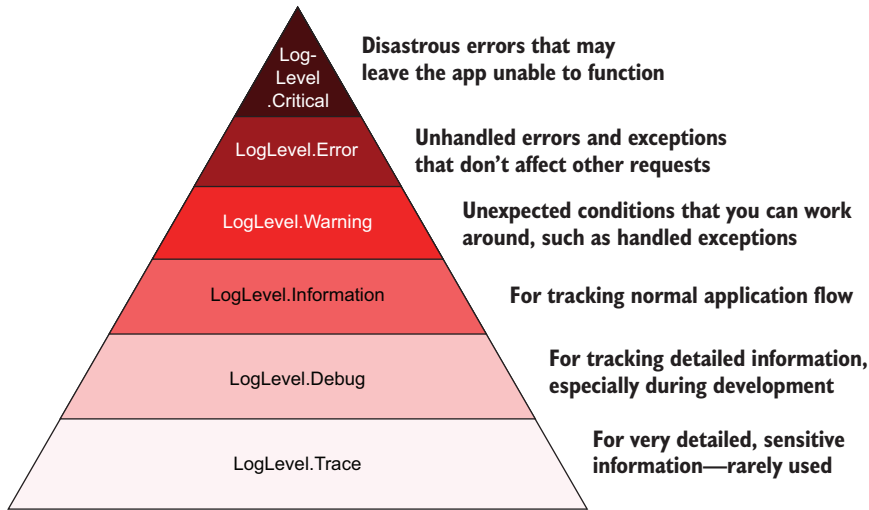 Log-
Level
.Critical
Disastrous errors that may
leave the app unable to function
LogLevel.Error
Unhandled errors and exceptions
that don’t affect other requests
LogLevel.Warning
Unexpected conditions that you can work
around, such as handled exceptions
LogLevel.Information
For tracking normal application flow
LogLevel.Debug
For tracking detailed information,
especially during development
LogLevel.Trace
For very detailed, sensitive
information—rarely used